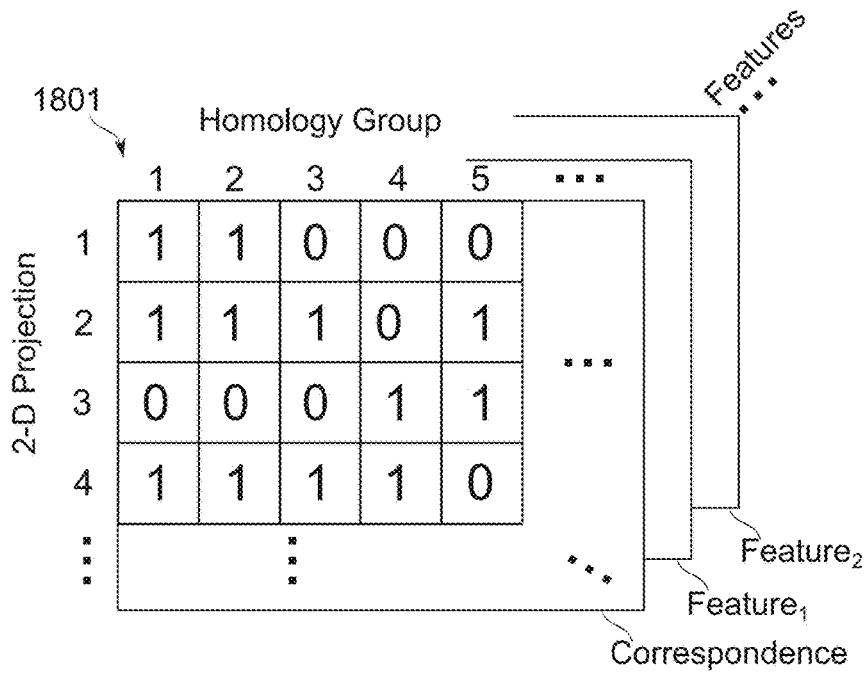 Features
1801
Homology Group
1 2 3 4 5 ...
2-D Projection
1 1 1 0 0 0
2 1 1 1 0 1 ...
3 0 0 0 1 1
4 1 1 1 1 0
Feature₂
Feature₁
Correspondence